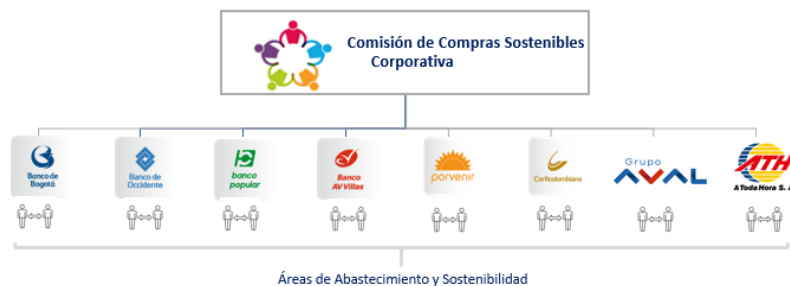 Comisión de Compras Sostenibles
Corporativa
Banco de
Bogotá
Banco de
Occidente
banco
popular
Banco
AV Villas
porvenir
Corficolombiana
Grupo
AVAL
ATH
A Toda Hora S. A
Áreas de Abastecimiento y Sostenibilidad